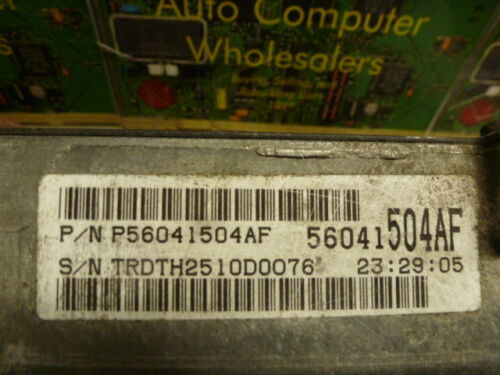 Auto Computer
Wholesalers
P/N P56041504AF 56041504AF
S/N TRDTH2510D0076 23:29:05